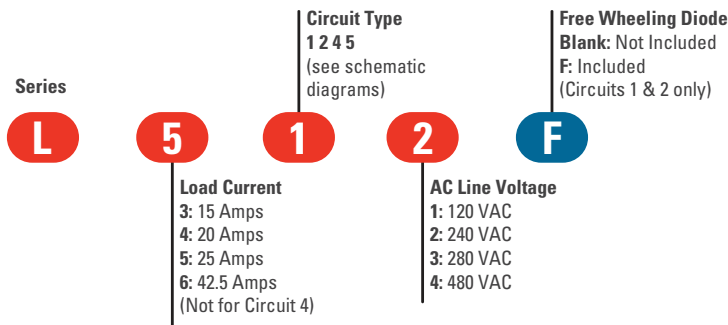 Series
L
5
1
2
F
Load Current
3: 15 Amps
4: 20 Amps
5: 25 Amps
6: 42.5 Amps
(Not for Circuit 4)
Circuit Type
1 2 4 5
(see schematic
diagrams)
AC Line Voltage
1: 120 VAC
2: 240 VAC
3: 280 VAC
4: 480 VAC
Free Wheeling Diode
Blank: Not Included
F: Included
(Circuits 1 & 2 only)